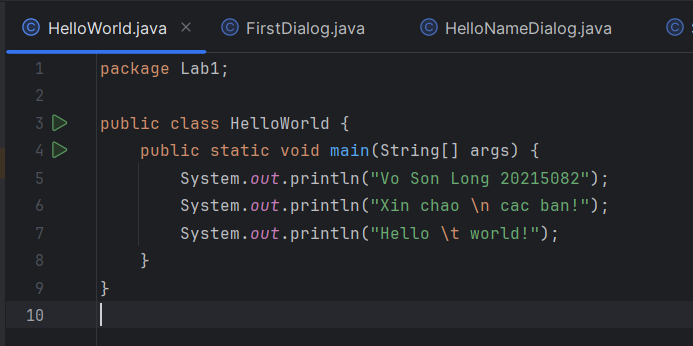 HelloWorld.java × FirstDialog.java HelloNameDialog.java
1 package Lab1;
2
3 public class HelloWorld {
4     public static void main(String[] args) {
5         System.out.println("Vo Son Long 20215082");
6         System.out.println("Xin chao \n cac ban!");
7         System.out.println("Hello \t world!");
8     }
9 }
10